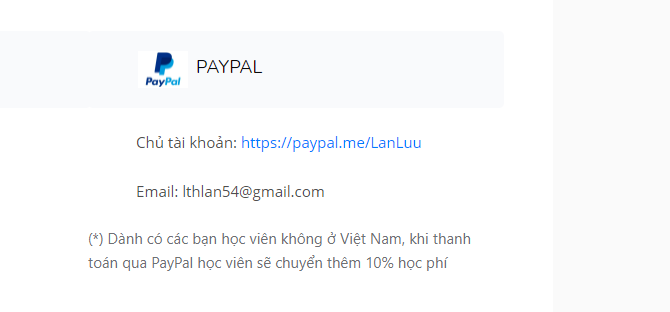 PayPal
PAYPAL
Chủ tài khoản: https://paypal.me/LanLuu
Email: lthlan54@gmail.com
(*) Dành có các bạn học viên không ở Việt Nam, khi thanh
toán qua PayPal học viên sẽ chuyển thêm 10% học phí